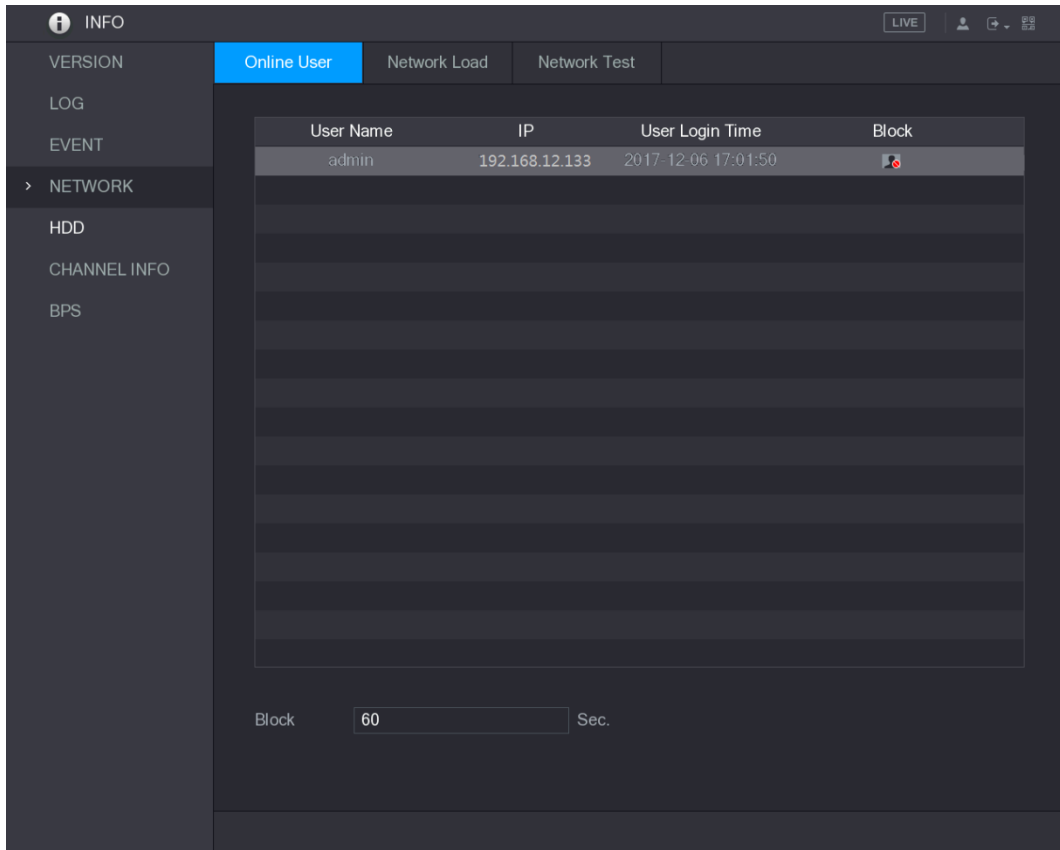 INFO LIVE
VERSION
LOG
EVENT
NETWORK
HDD
CHANNEL INFO
BPS
Online User Network Load Network Test
User Name IP User Login Time Block
admin 192.168.12.133 2017-12-06 17:01:50
Block 60 Sec.